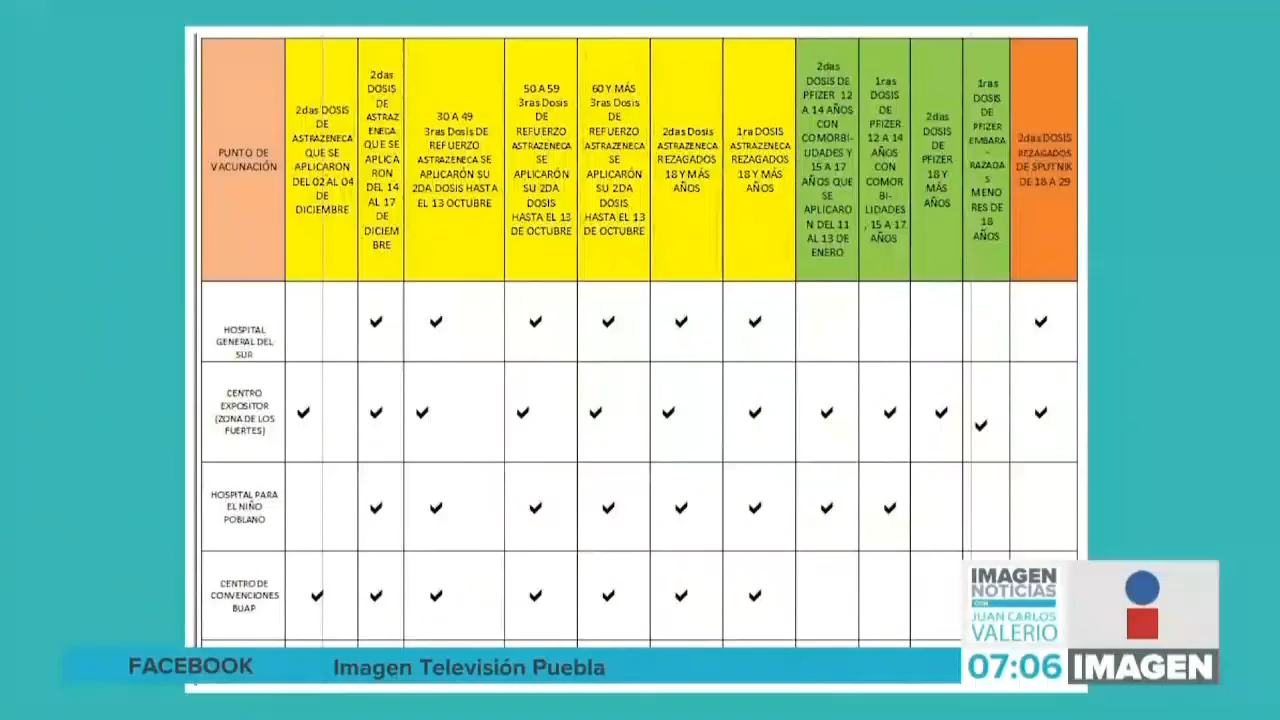 PUNTO DE
VACUNACIÓN
2das DOSIS
DE
ASTRAZENECA
QUE SE
APLICARON
DEL 02 AL 04
DE
DICIEMBRE
2das
DOSIS
DE
ASTRAZ
ENECA
QUE SE
APLICA
RON
DEL 14
AL 17
DE
DICIEM
BRE
30 A 49
3ras Dosis DE
REFUERZO
ASTRAZENECA SE
APLICARÓN SU
2DA DOSIS HASTA
EL 13 OCTUBRE
50 A 59
3ras Dosis
DE
REFUERZO
ASTRAZENECA
SE
APLICARÓN
SU 2DA
DOSIS
HASTA EL 13
DE OCTUBRE
60 Y MÁS
3ras Dosis
DE
REFUERZO
ASTRAZENECA
SE
APLICARÓN
SU 2DA
DOSIS
HASTA EL 13
DE OCTUBRE
2das Dosis
ASTRAZENECA
REZAGADOS
18 Y MÁS
AÑOS
1ra DOSIS
ASTRAZENECA
REZAGADOS
18 Y MÁS
AÑOS
2das
DOSIS DE
PFIZER 12
A 14 AÑOS
CON
COMORBI-
LIDADES Y
15 A 17
AÑOS QUE
SE
APLICARO
N DEL 11
AL 13 DE
ENERO
1ras
DOSIS
DE
PFIZER
12 A 14
AÑOS
CON
COMOR
BI-
LIDADES
, 15 A 17
AÑOS
2das
DOSIS
DE
PFIZER
18 Y
MÁS
AÑOS
1ras
DOSIS
DE
PFIZER
EMBARA
-
RAZADA
S
MENO
RES DE
18
AÑOS
2das DOSIS
REZAGADOS
DE SPUTNIK
DE 18 A 29
HOSPITAL
GENERAL DEL
SUR
CENTRO
EXPOSITOR
(ZONA DE LOS
FUERTES)
HOSPITAL PARA
EL NIÑO
POBLANO
CENTRO DE
CONVENCIONES
BUAP
FACEBOOK Imagen Televisión Puebla
IMAGEN
NOTICIAS
CON
JUAN CARLOS
VALERIO
07:06 IMAGEN